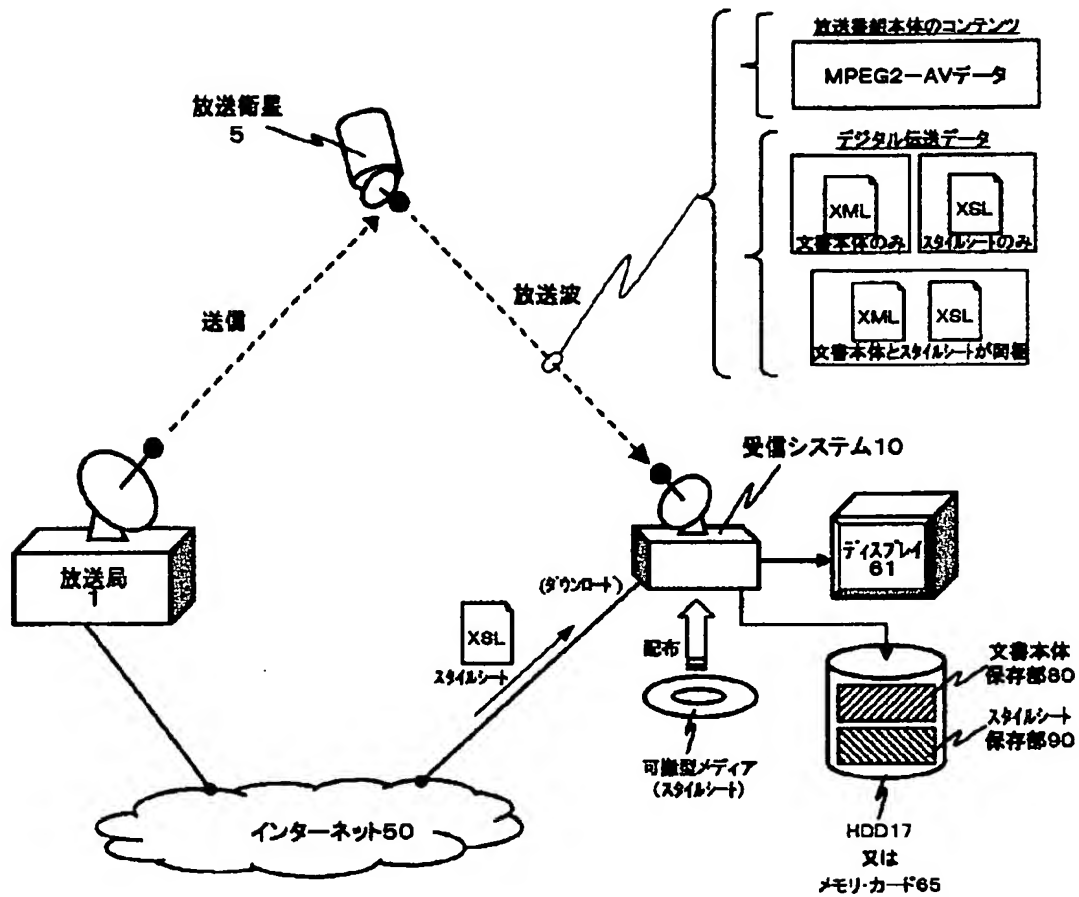 放送番組本体のコンテンツ
MPEG2-AVデータ
放送衛星
5
デジタル伝送データ
XML
文書本体のみ
XSL
スタイルシートのみ
XML
XSL
文書本体とスタイルシートが同梱
放送波
送信
受信システム10
放送局
1
ディスプレイ
61
(ダウンロード)
XSL
スタイルシート
配布
文書本体
保存部80
スタイルシート
保存部90
可搬型メディア
(スタイルシート)
インターネット50
HDD17
又は
メモリ・カード65